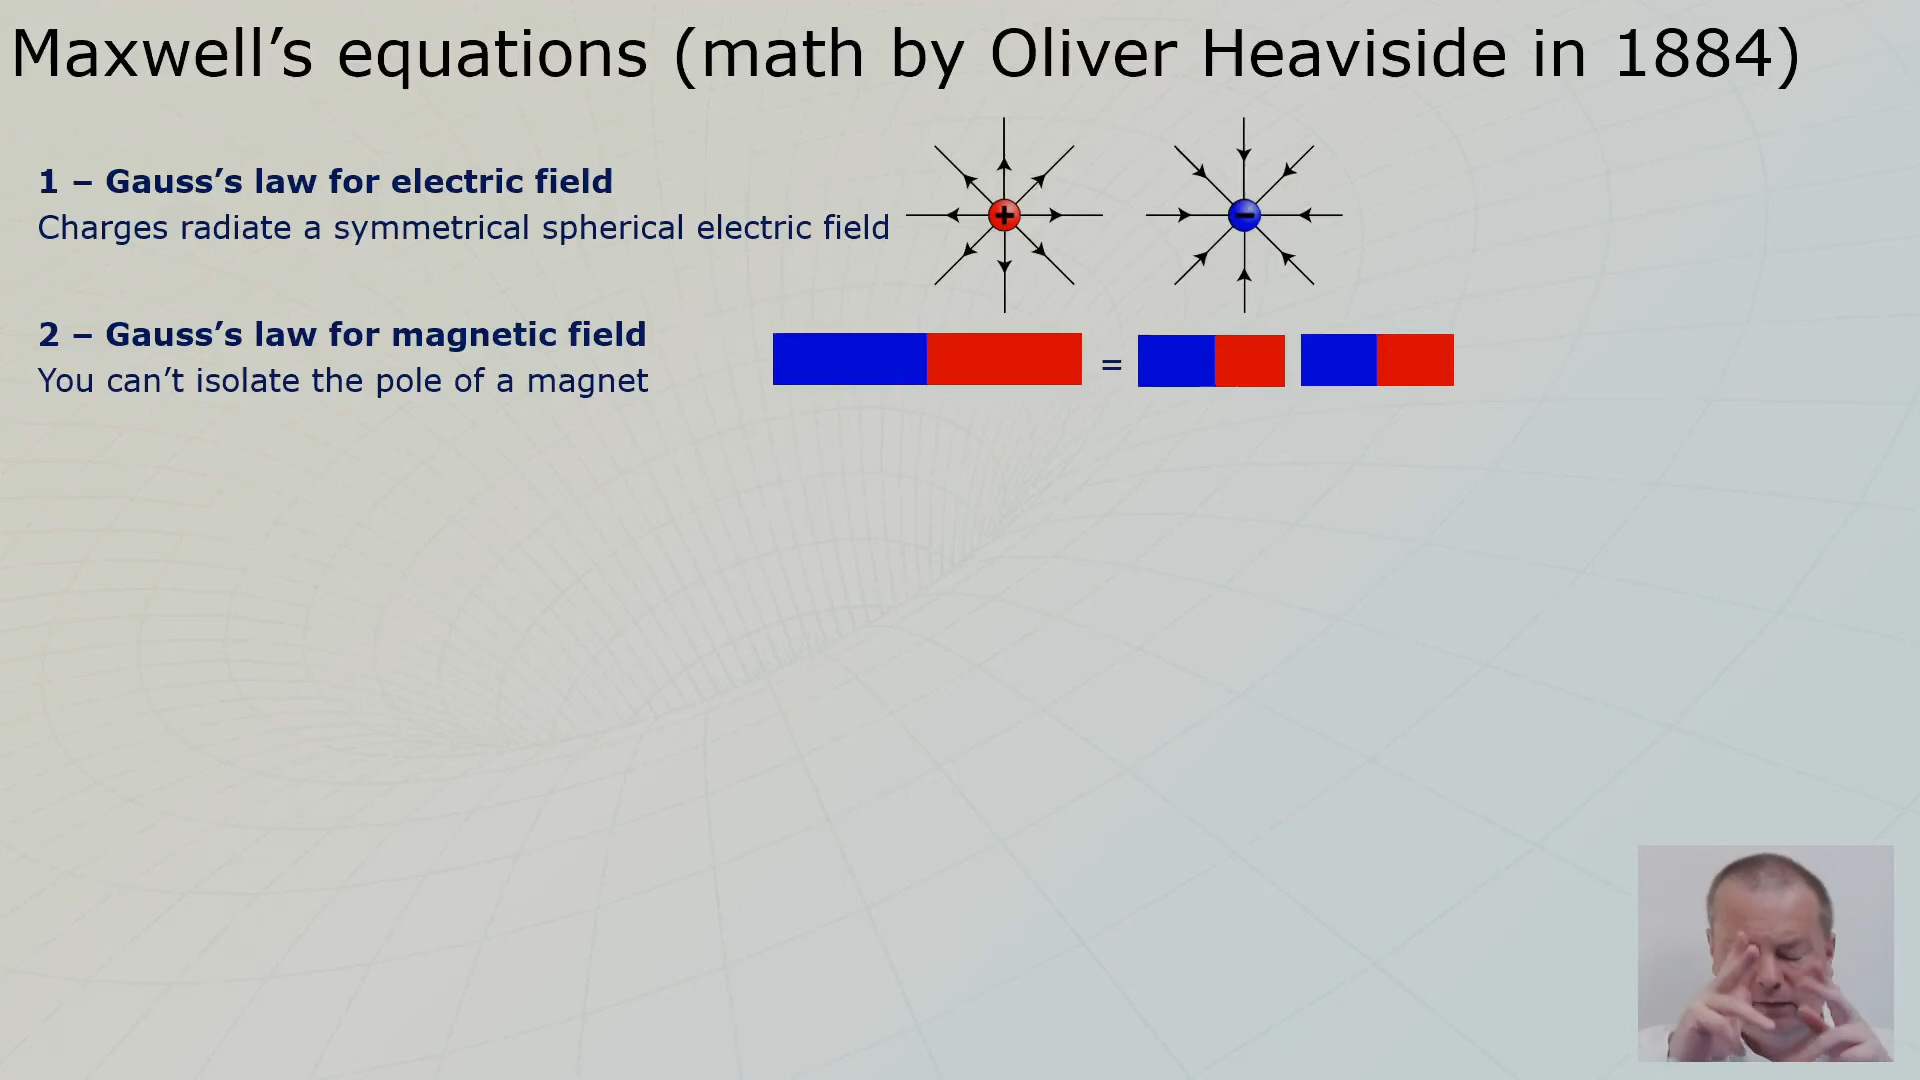 Maxwell’s equations (math by Oliver Heaviside in 1884)
1 – Gauss’s law for electric field
Charges radiate a symmetrical spherical electric field
+ −
2 – Gauss’s law for magnetic field
You can’t isolate the pole of a magnet
=